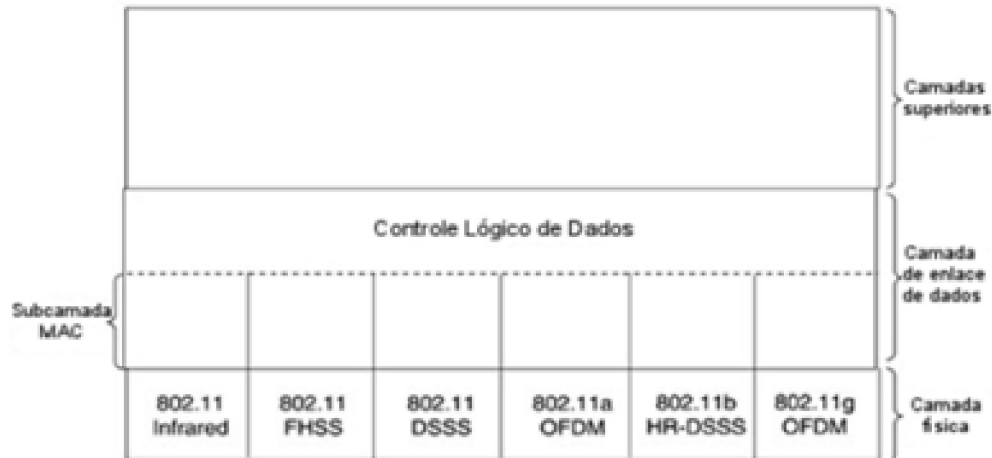 Camadas
superiores
Controle Lógico de Dados
Camada
de enlace
de dados
Subcamada
MAC
802.11
Infrared
802.11
FHSS
802.11
DSSS
802.11a
OFDM
802.11b
HR-DSSS
802.11g
OFDM
Camada
física